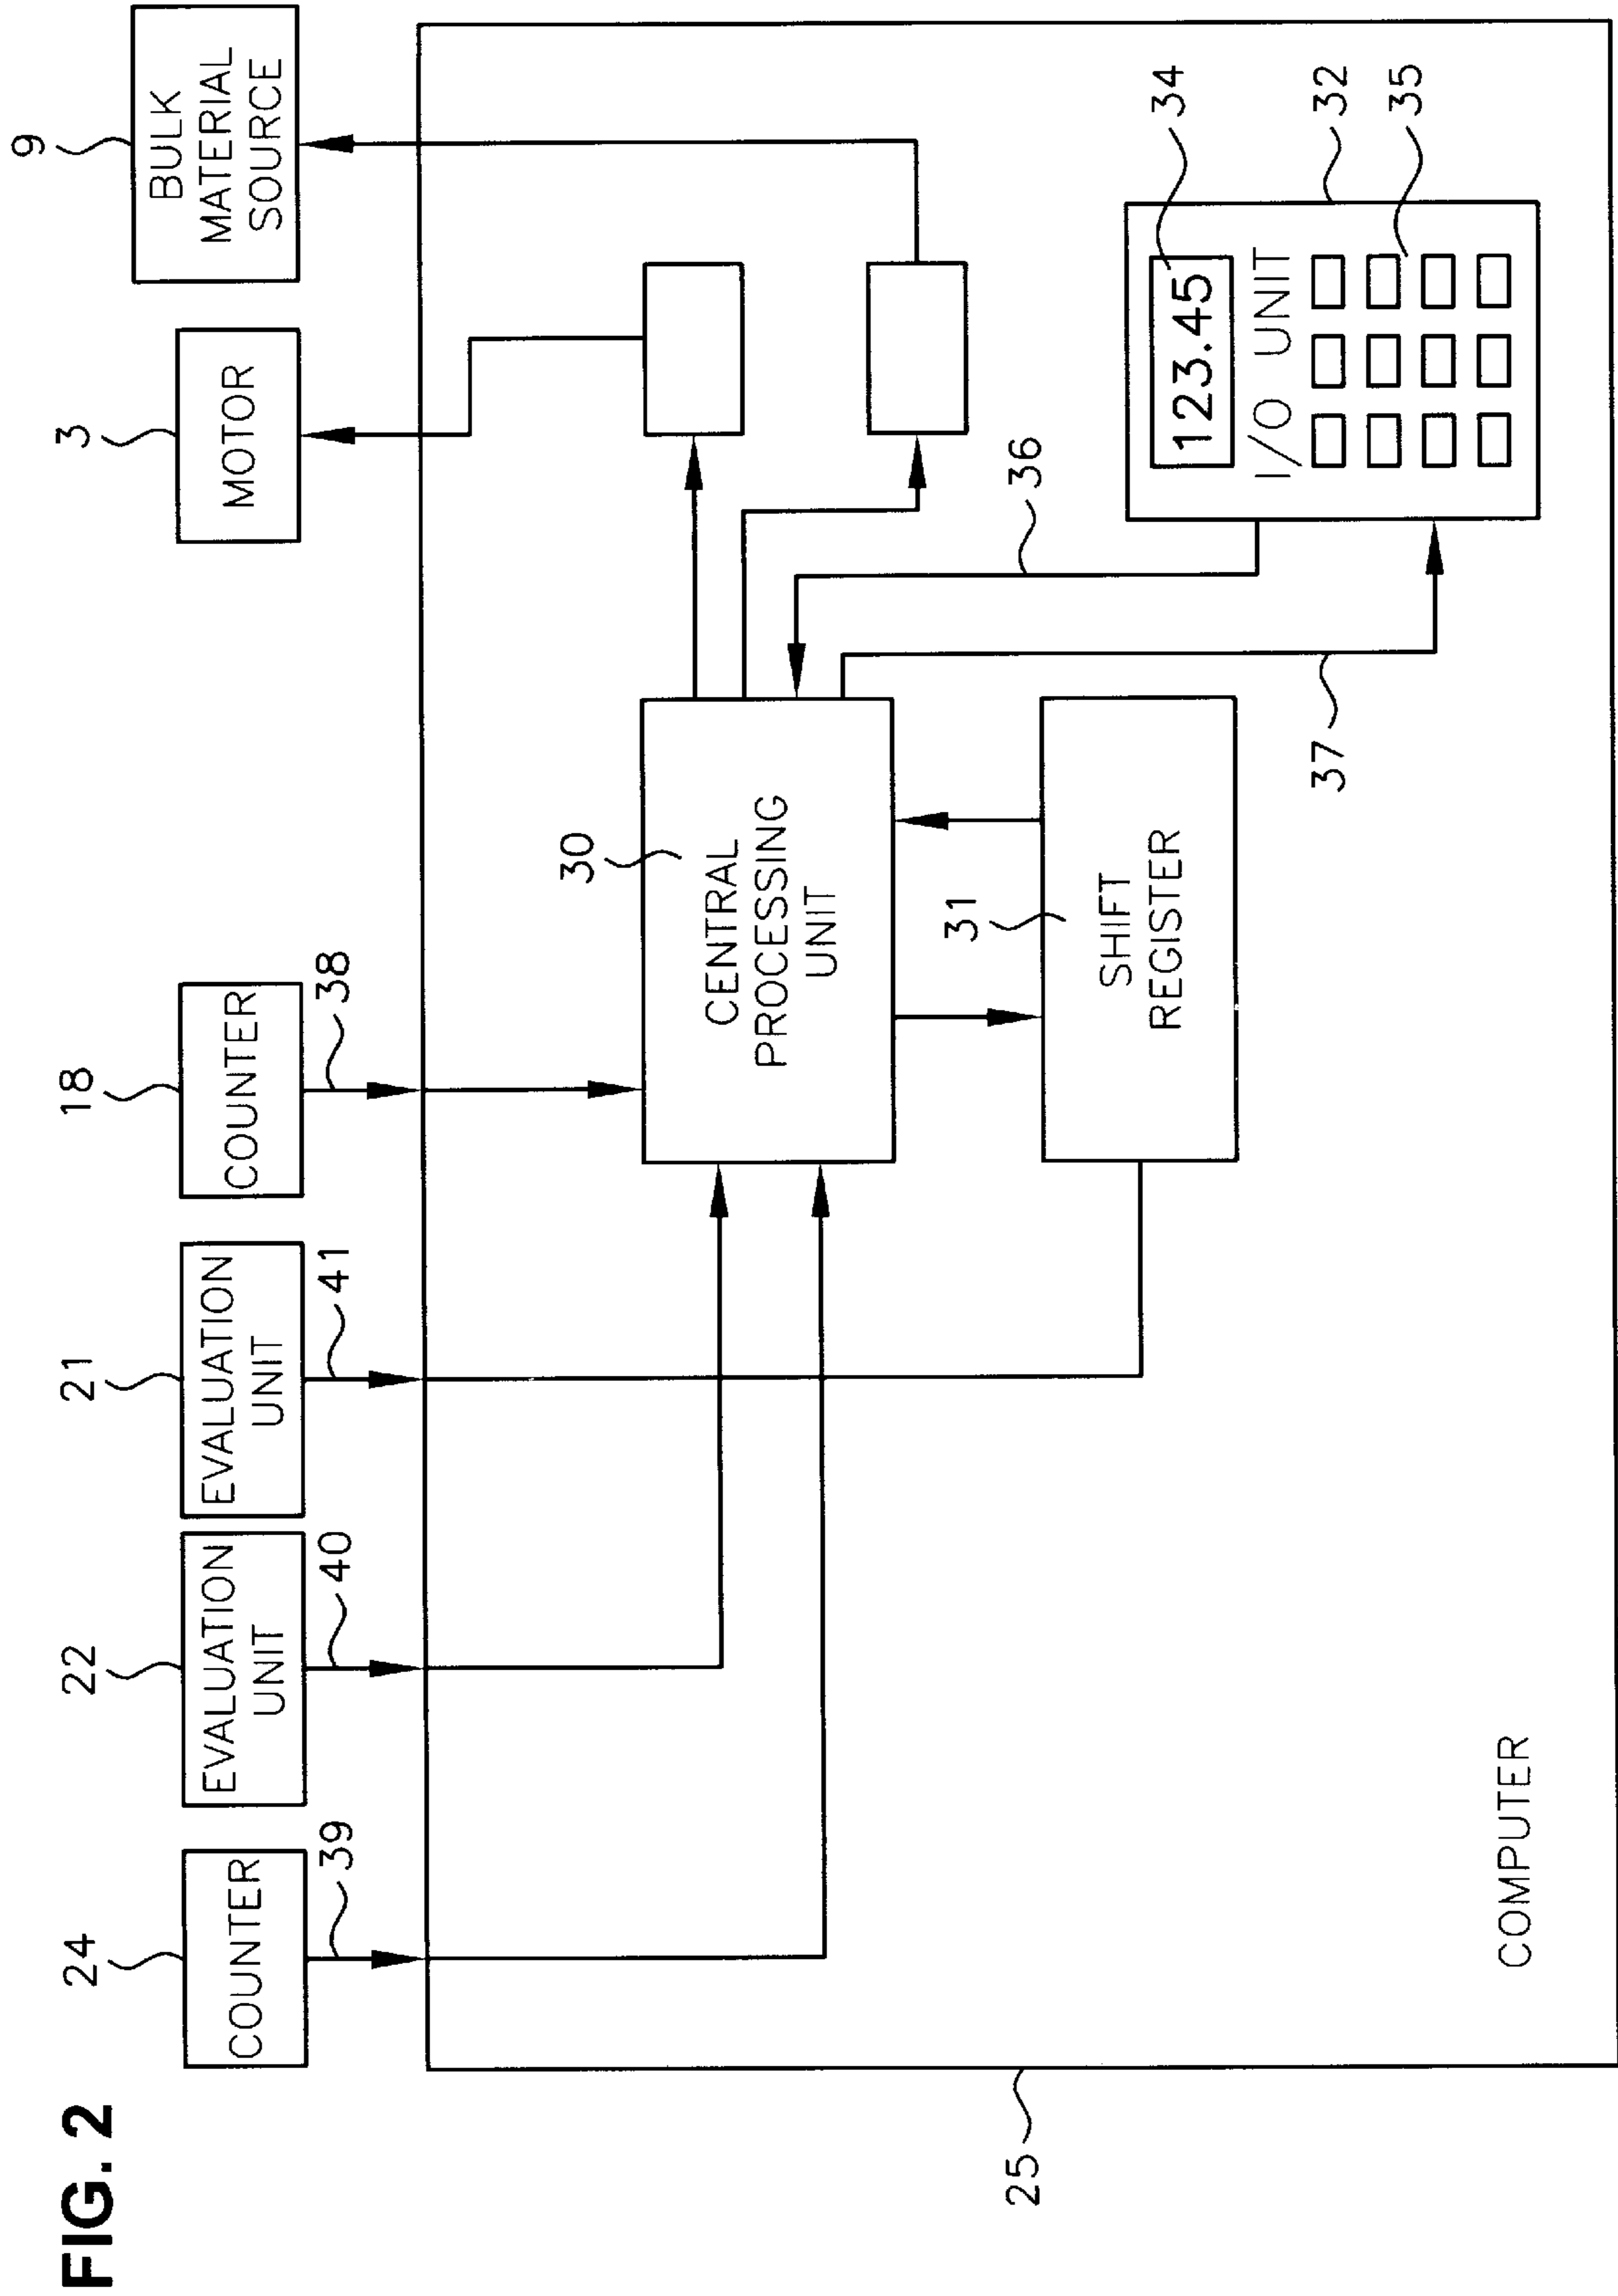 FIG. 2
24
COUNTER
39
22
EVALUATION
UNIT
40
21
EVALUATION
UNIT
41
18
COUNTER
38
3
MOTOR
9
BULK
MATERIAL
SOURCE
30
CENTRAL
PROCESSING
UNIT
31
SHIFT
REGISTER
36
37
34
123.45
I/O UNIT
32
35
25
COMPUTER